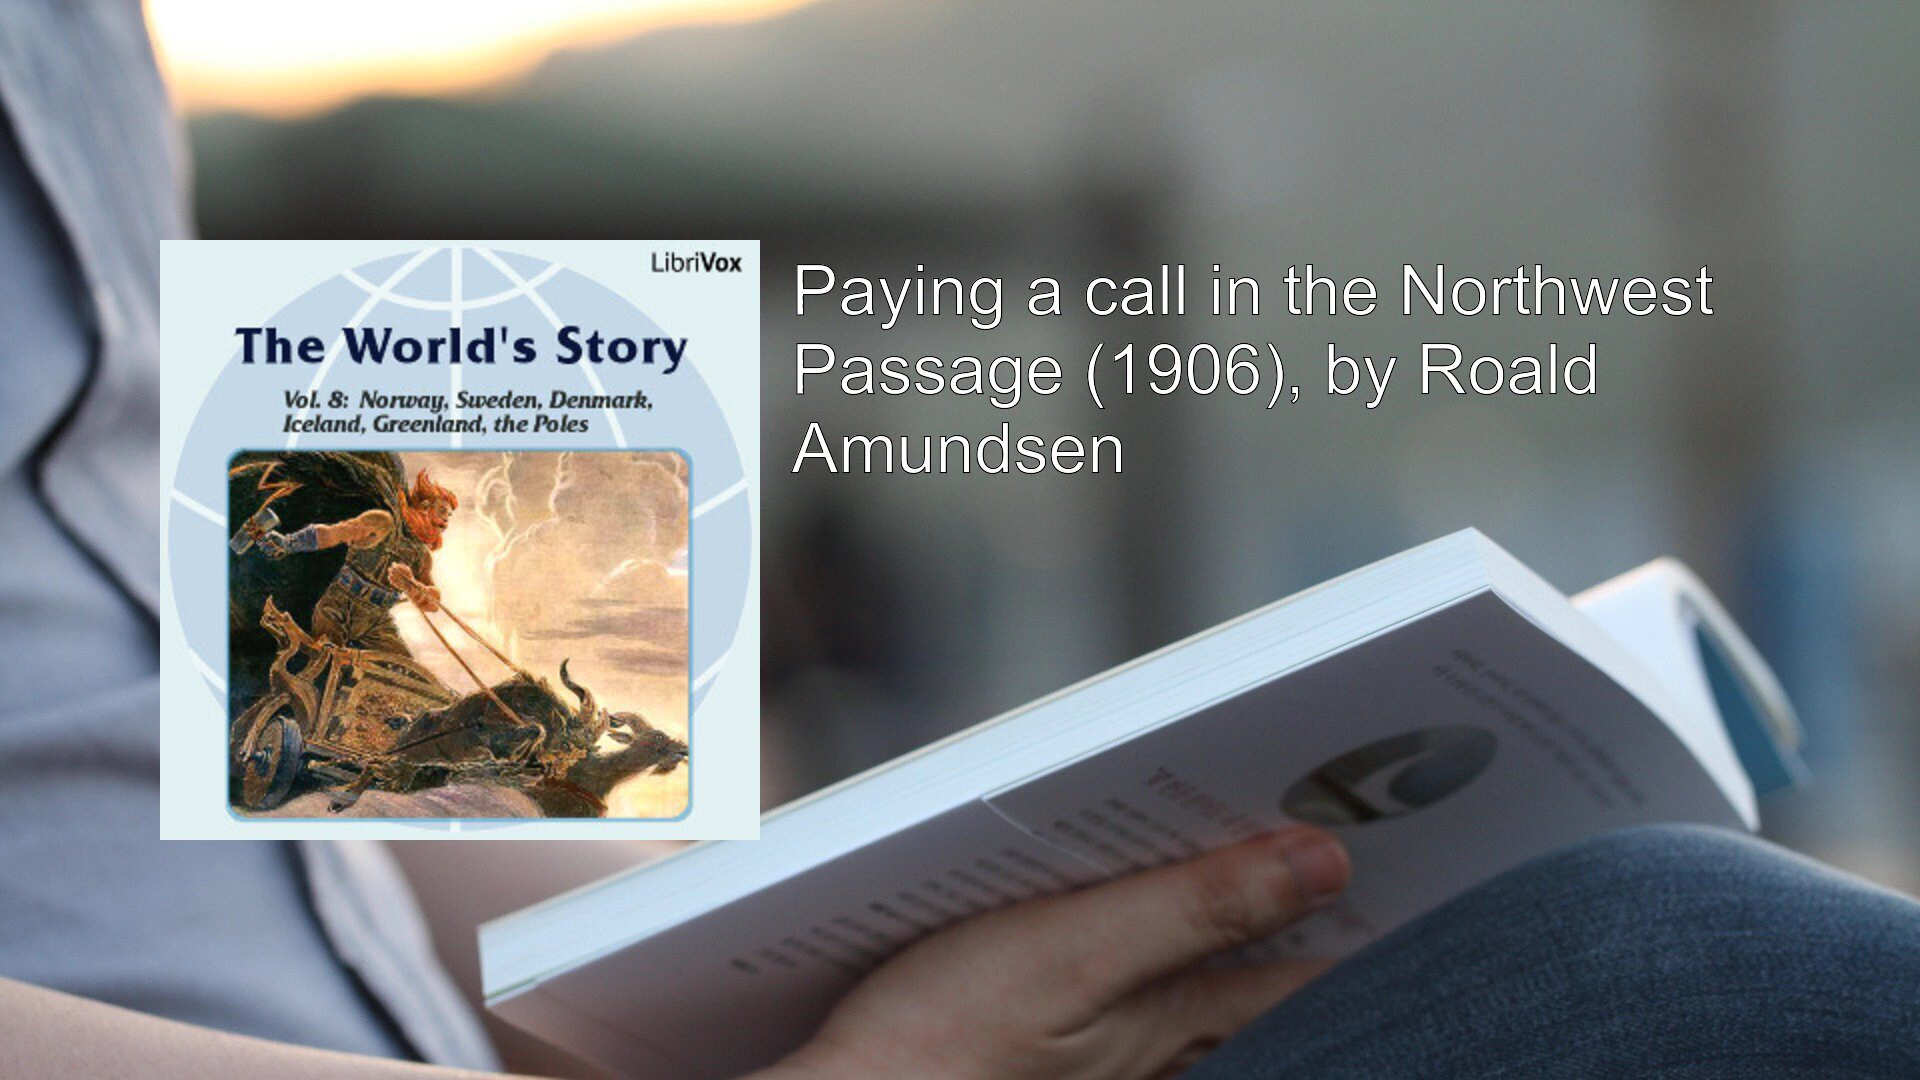 LibriVox
The World's Story
Vol. 8: Norway, Sweden, Denmark,
Iceland, Greenland, the Poles
Paying a call in the Northwest
Passage (1906), by Roald
Amundsen